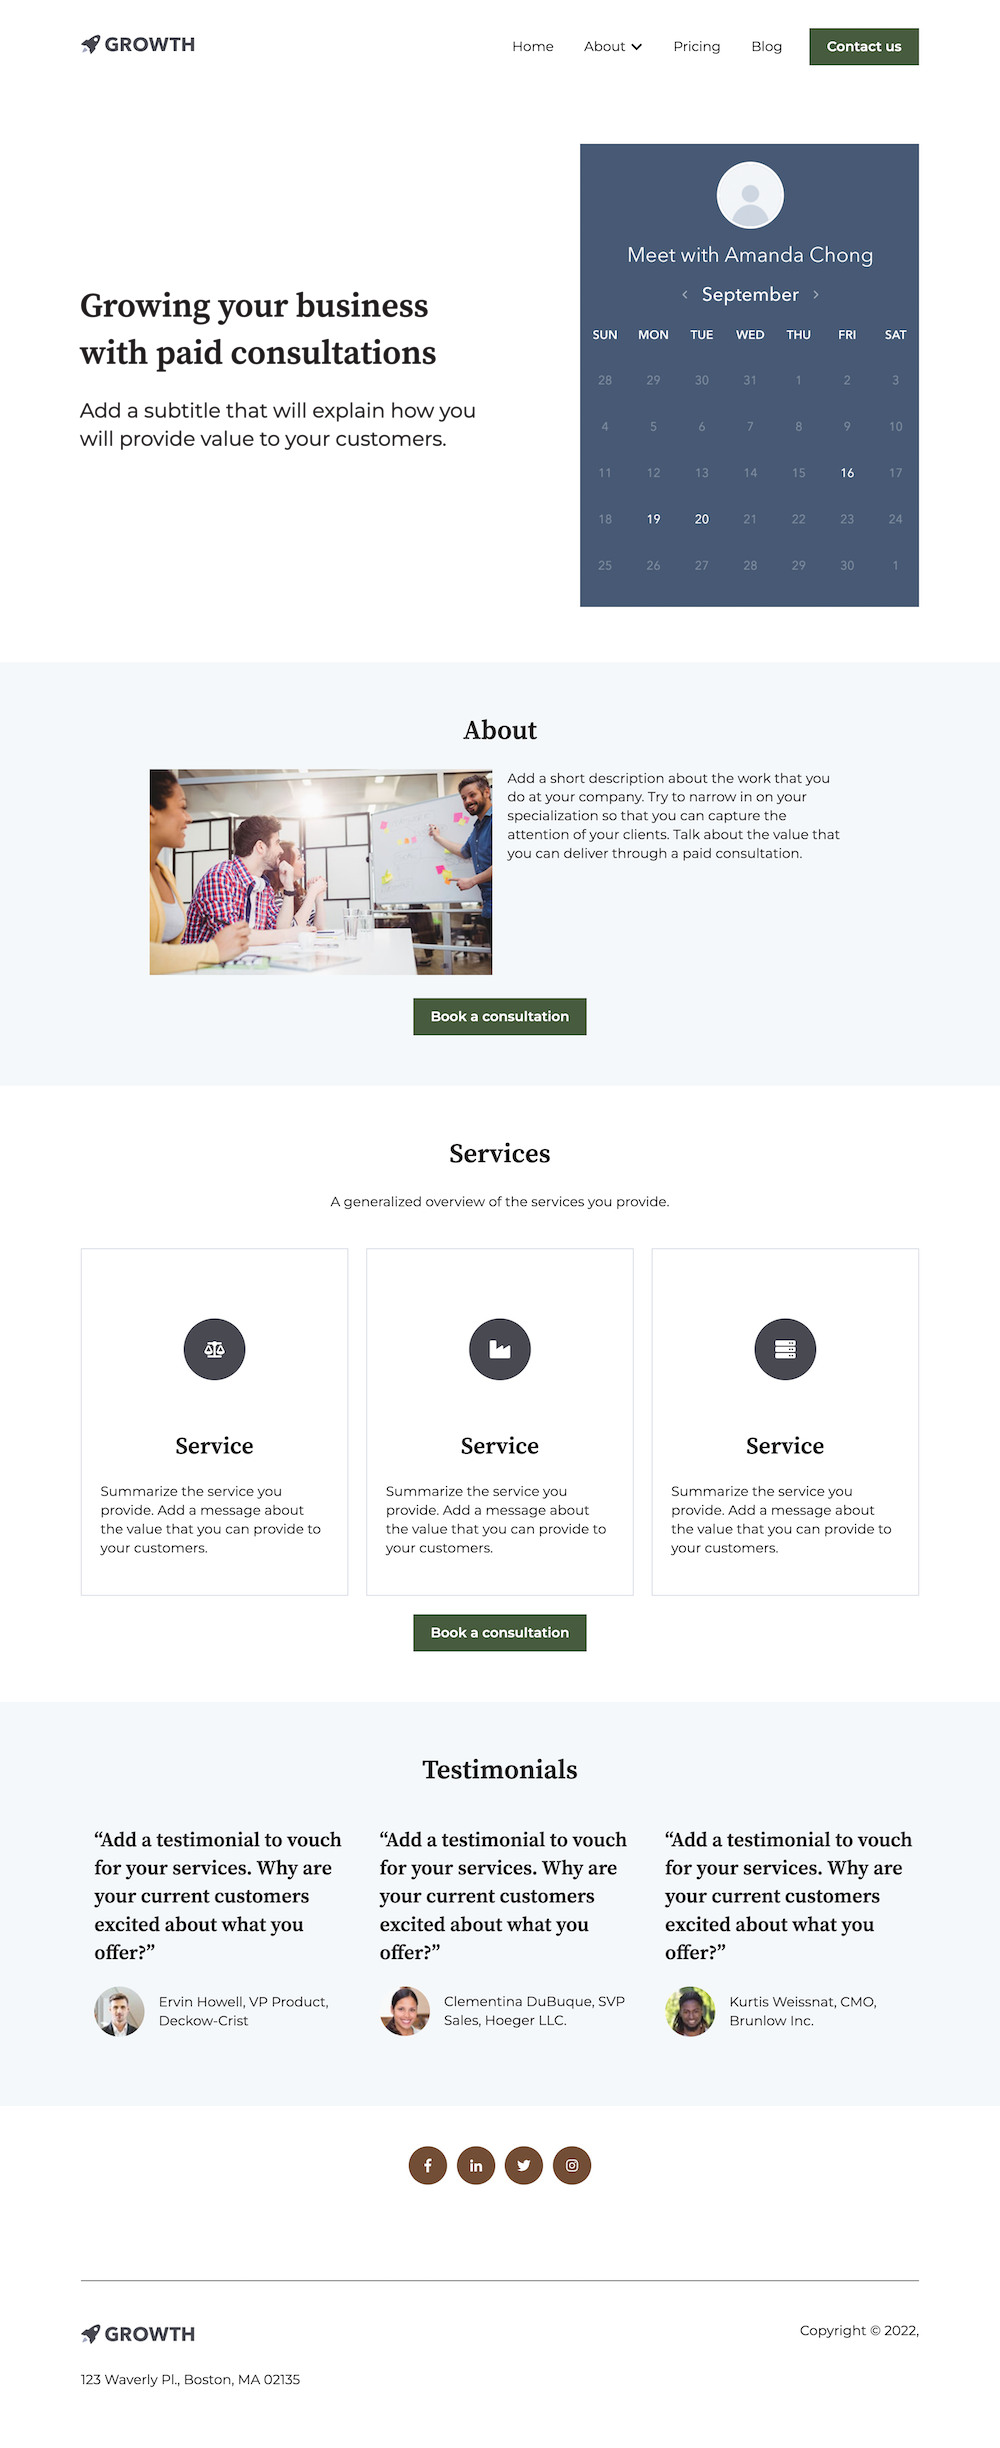 GROWTH
Home About Pricing Blog Contact us
Growing your business
with paid consultations
Add a subtitle that will explain how you
will provide value to your customers.
Meet with Amanda Chong
September
SUN MON TUE WED THU FRI SAT
28 29 30 31 1 2 3
4 5 6 7 8 9 10
11 12 13 14 15 16 17
18 19 20 21 22 23 24
25 26 27 28 29 30 1
About
Add a short description about the work that you
do at your company. Try to narrow in on your
specialization so that you can capture the
attention of your clients. Talk about the value that
you can deliver through a paid consultation.
Book a consultation
Services
A generalized overview of the services you provide.
Service
Summarize the service you
provide. Add a message about
the value that you can provide to
your customers.
Service
Summarize the service you
provide. Add a message about
the value that you can provide to
your customers.
Service
Summarize the service you
provide. Add a message about
the value that you can provide to
your customers.
Book a consultation
Testimonials
“Add a testimonial to vouch
for your services. Why are
your current customers
excited about what you
offer?”
Ervin Howell, VP Product,
Deckow-Crist
“Add a testimonial to vouch
for your services. Why are
your current customers
excited about what you
offer?”
Clementina DuBuque, SVP
Sales, Hoeger LLC.
“Add a testimonial to vouch
for your services. Why are
your current customers
excited about what you
offer?”
Kurtis Weissnat, CMO,
Brunlow Inc.
GROWTH
Copyright © 2022,
123 Waverly Pl., Boston, MA 02135